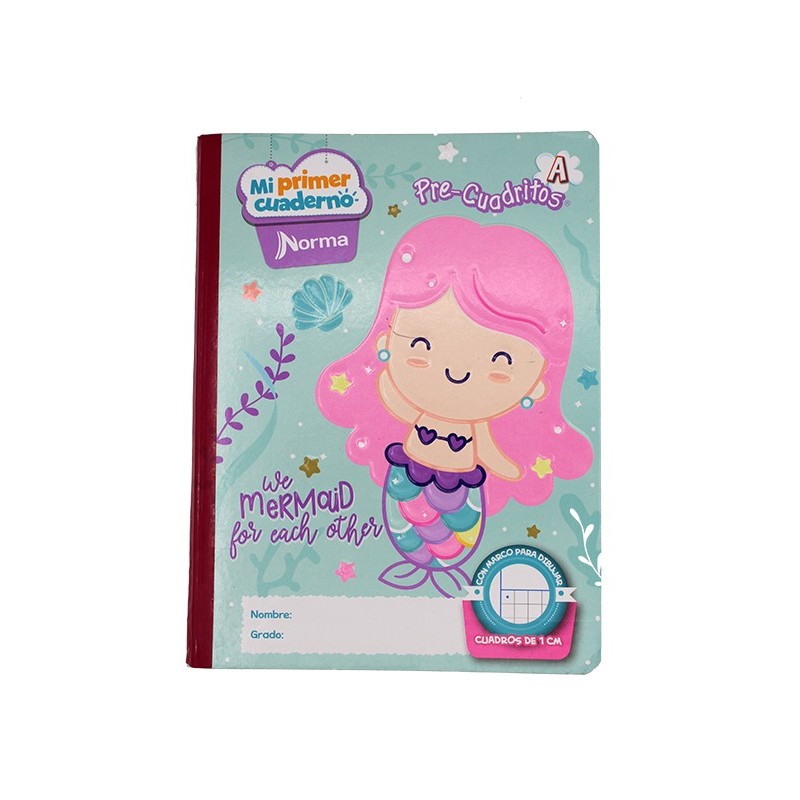 Mi primer
cuaderno
Norma
Pre-Cuadritos®
A
We
MERMAID
for each other
Nombre:
Grado:
CON MARCO PARA DIBUJAR
CUADROS DE 1 CM